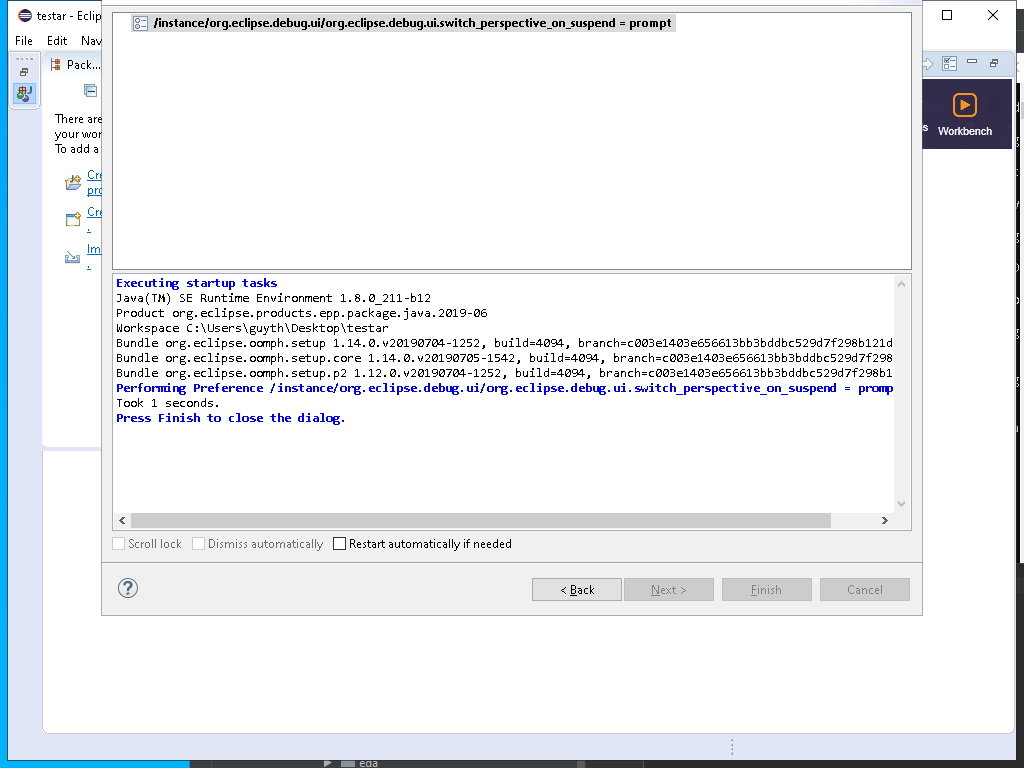 testar - Eclip
File Edit Nav
Pack...
There are
your wor
To add a
Cre
pro
Cre
.
Im
.
/instance/org.eclipse.debug.ui/org.eclipse.debug.ui.switch_perspective_on_suspend = prompt
s Workbench
Executing startup tasks
Java(TM) SE Runtime Environment 1.8.0_211-b12
Product org.eclipse.products.epp.package.java.2019-06
Workspace C:\Users\guyth\Desktop\testar
Bundle org.eclipse.oomph.setup 1.14.0.v20190704-1252, build=4094, branch=c003e1403e656613bb3bddbc529d7f298b121d
Bundle org.eclipse.oomph.setup.core 1.14.0.v20190705-1542, build=4094, branch=c003e1403e656613bb3bddbc529d7f298
Bundle org.eclipse.oomph.setup.p2 1.12.0.v20190704-1252, build=4094, branch=c003e1403e656613bb3bddbc529d7f298b1
Performing Preference /instance/org.eclipse.debug.ui/org.eclipse.debug.ui.switch_perspective_on_suspend = promp
Took 1 seconds.
Press Finish to close the dialog.
Scroll lock Dismiss automatically Restart automatically if needed
? < Back Next > Finish Cancel
eda